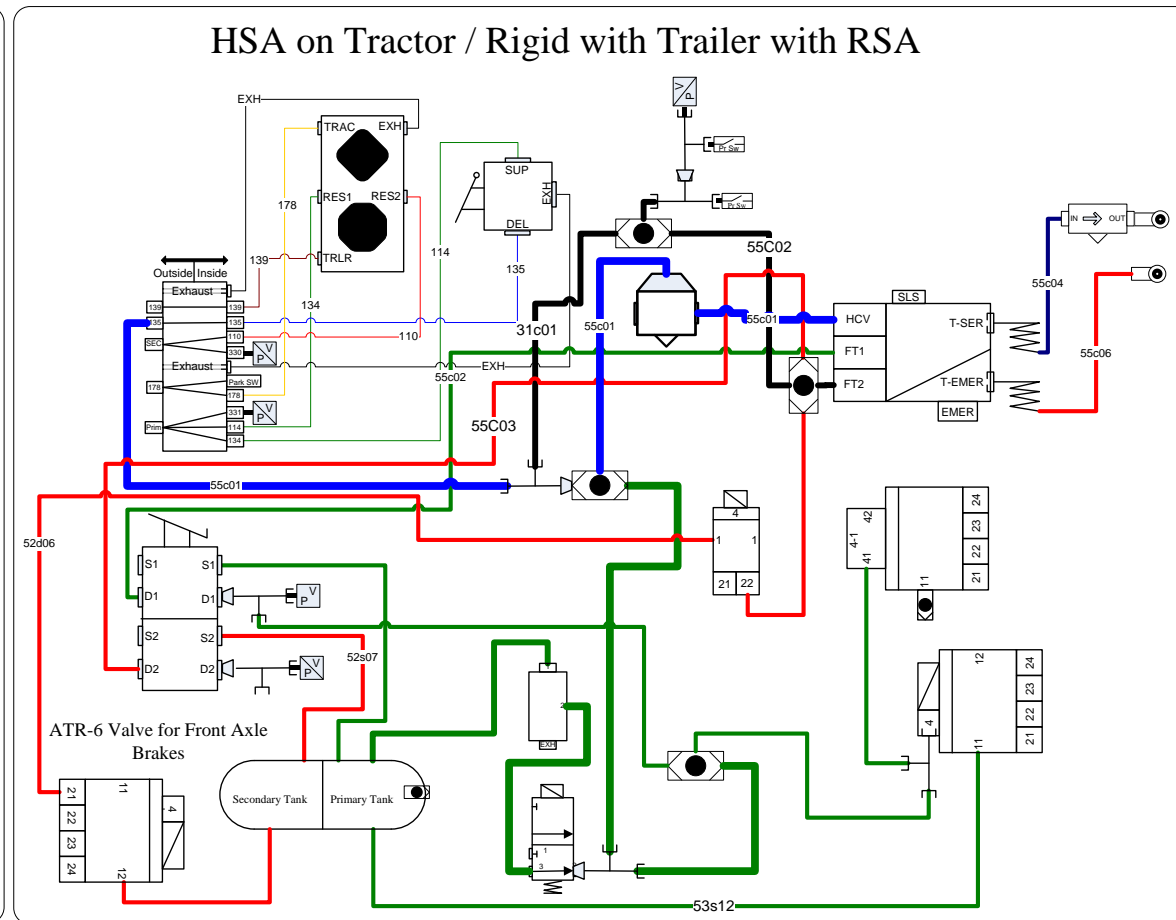 HSA on Tractor / Rigid with Trailer with RSA
EXH
TRAC
EXH
RES1
RES2
TRLR
178
139
134
114
110
SUP
EXH
DEL
135
V
P
Pr Sw
Pr Sw
Outside
Inside
Exhaust
139
139
135
135
110
SEC
330
V
P
Exhaust
EXH
Park SW
178
178
331
V
P
Prim
114
134
55c02
55C03
31c01
55c01
55C02
55c01
55c01
SLS
HCV
FT1
FT2
T-SER
T-EMER
EMER
IN
OUT
55c04
55c06
52d06
S1
S1
D1
D1
V
P
S2
S2
D2
D2
V
P
52s07
4
1
1
21
22
42
4-1
41
11
24
23
22
21
12
11
4
24
23
22
21
ATR-6 Valve for Front Axle
Brakes
21
22
23
24
11
12
4
Secondary Tank
Primary Tank
1
2
EXH
1
3
53s12